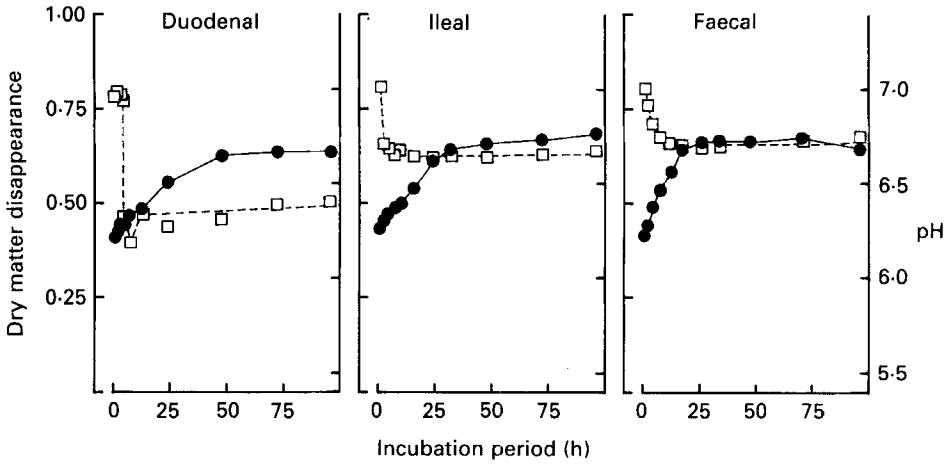 Duodenal
Ileal
Faecal
Dry matter disappearance
1·00
0·75
0·50
0·25
7·0
6·5
6·0
5·5
pH
0 25 50 75
0 25 50 75
0 25 50 75
Incubation period (h)